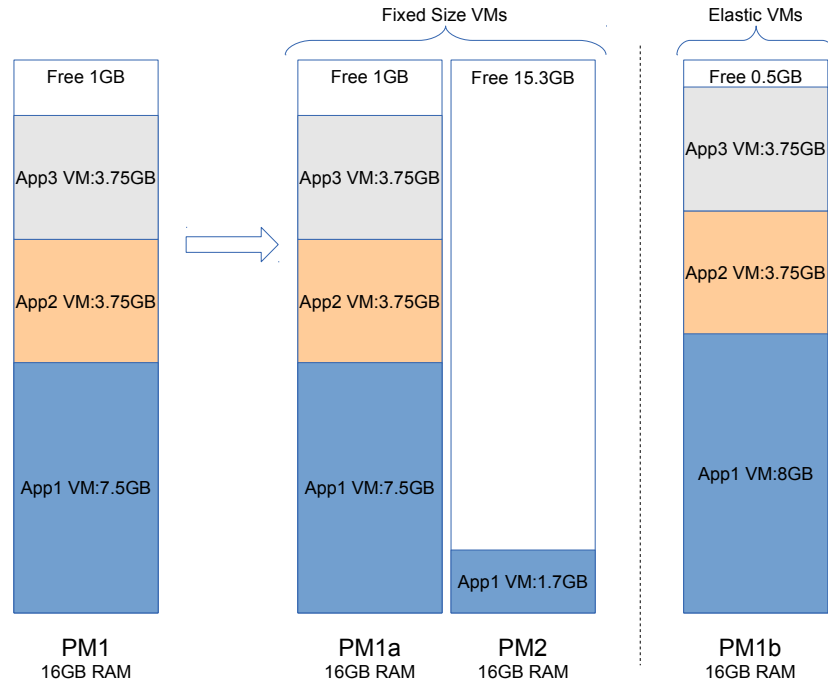 Fixed Size VMs
Elastic VMs
Free 1GB
App3 VM:3.75GB
App2 VM:3.75GB
App1 VM:7.5GB
PM1
16GB RAM
Free 1GB
App3 VM:3.75GB
App2 VM:3.75GB
App1 VM:7.5GB
PM1a
16GB RAM
Free 15.3GB
App1 VM:1.7GB
PM2
16GB RAM
Free 0.5GB
App3 VM:3.75GB
App2 VM:3.75GB
App1 VM:8GB
PM1b
16GB RAM